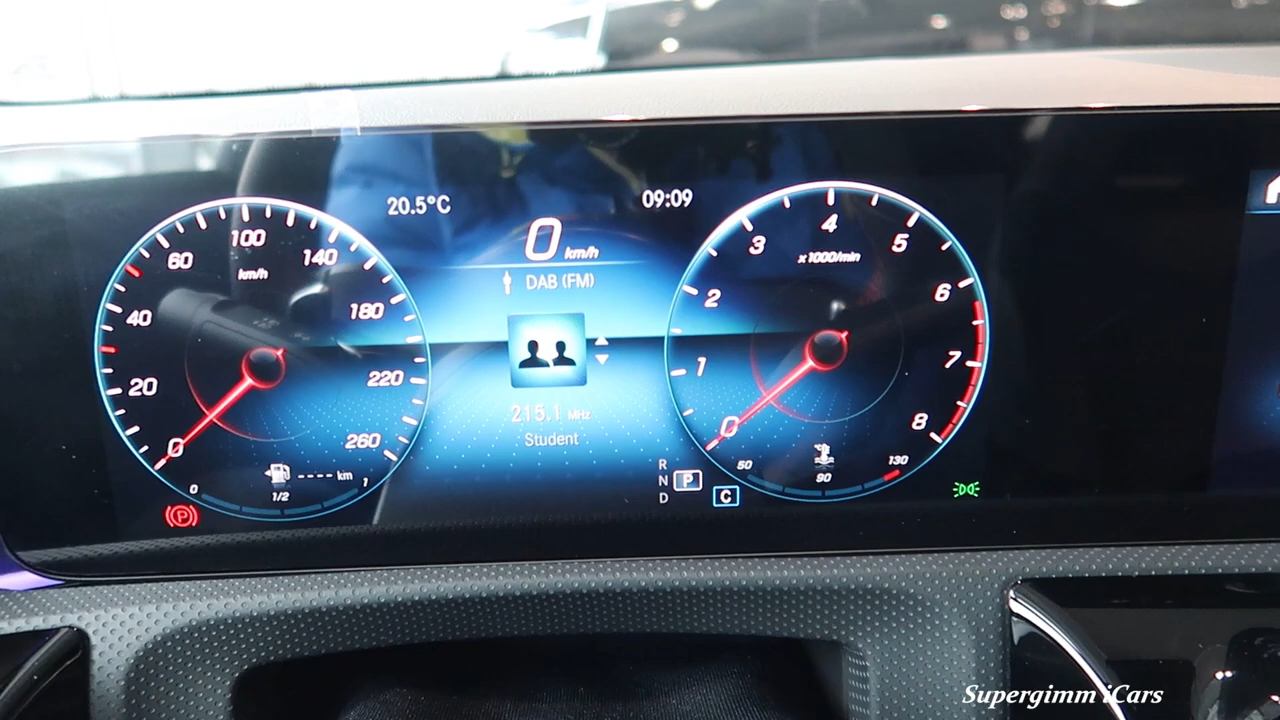 20.5°C
09:09
0 km/h
DAB (FM)
215.1 MHz
Student
0
20
40
60
100
140
180
220
260
km/h
0
1/2
1
---- km
P
0
1
2
3
4
5
6
7
8
x1000/min
50
90
130
R
N
D
P
C
Supergimm iCars